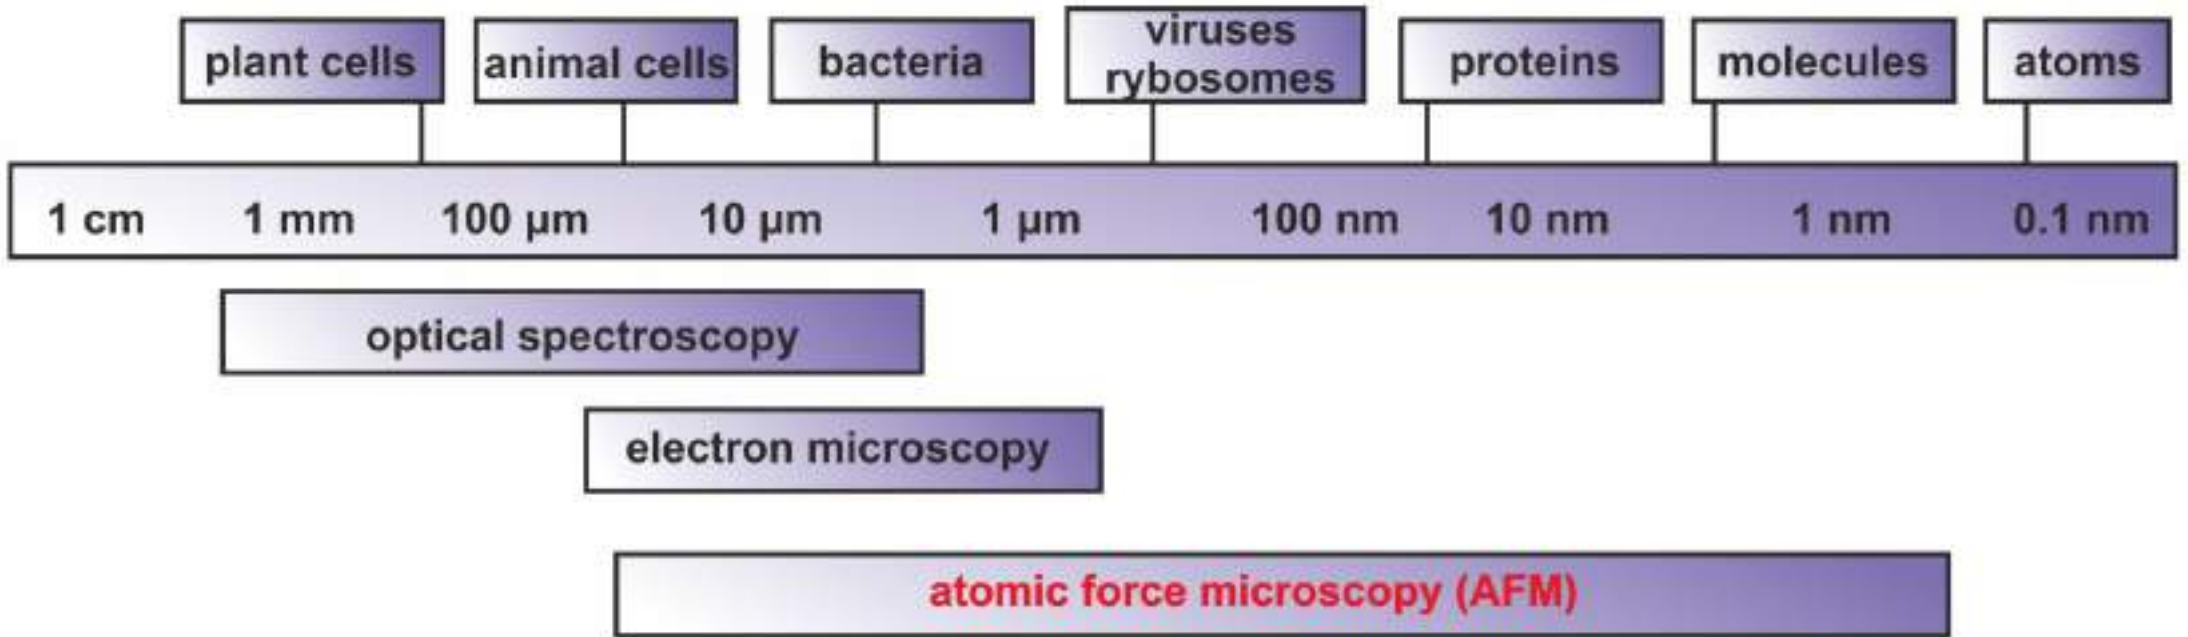 plant cells
animal cells
bacteria
viruses
rybosomes
proteins
molecules
atoms
1 cm 1 mm 100 µm 10 µm 1 µm 100 nm 10 nm 1 nm 0.1 nm
optical spectroscopy
electron microscopy
atomic force microscopy (AFM)